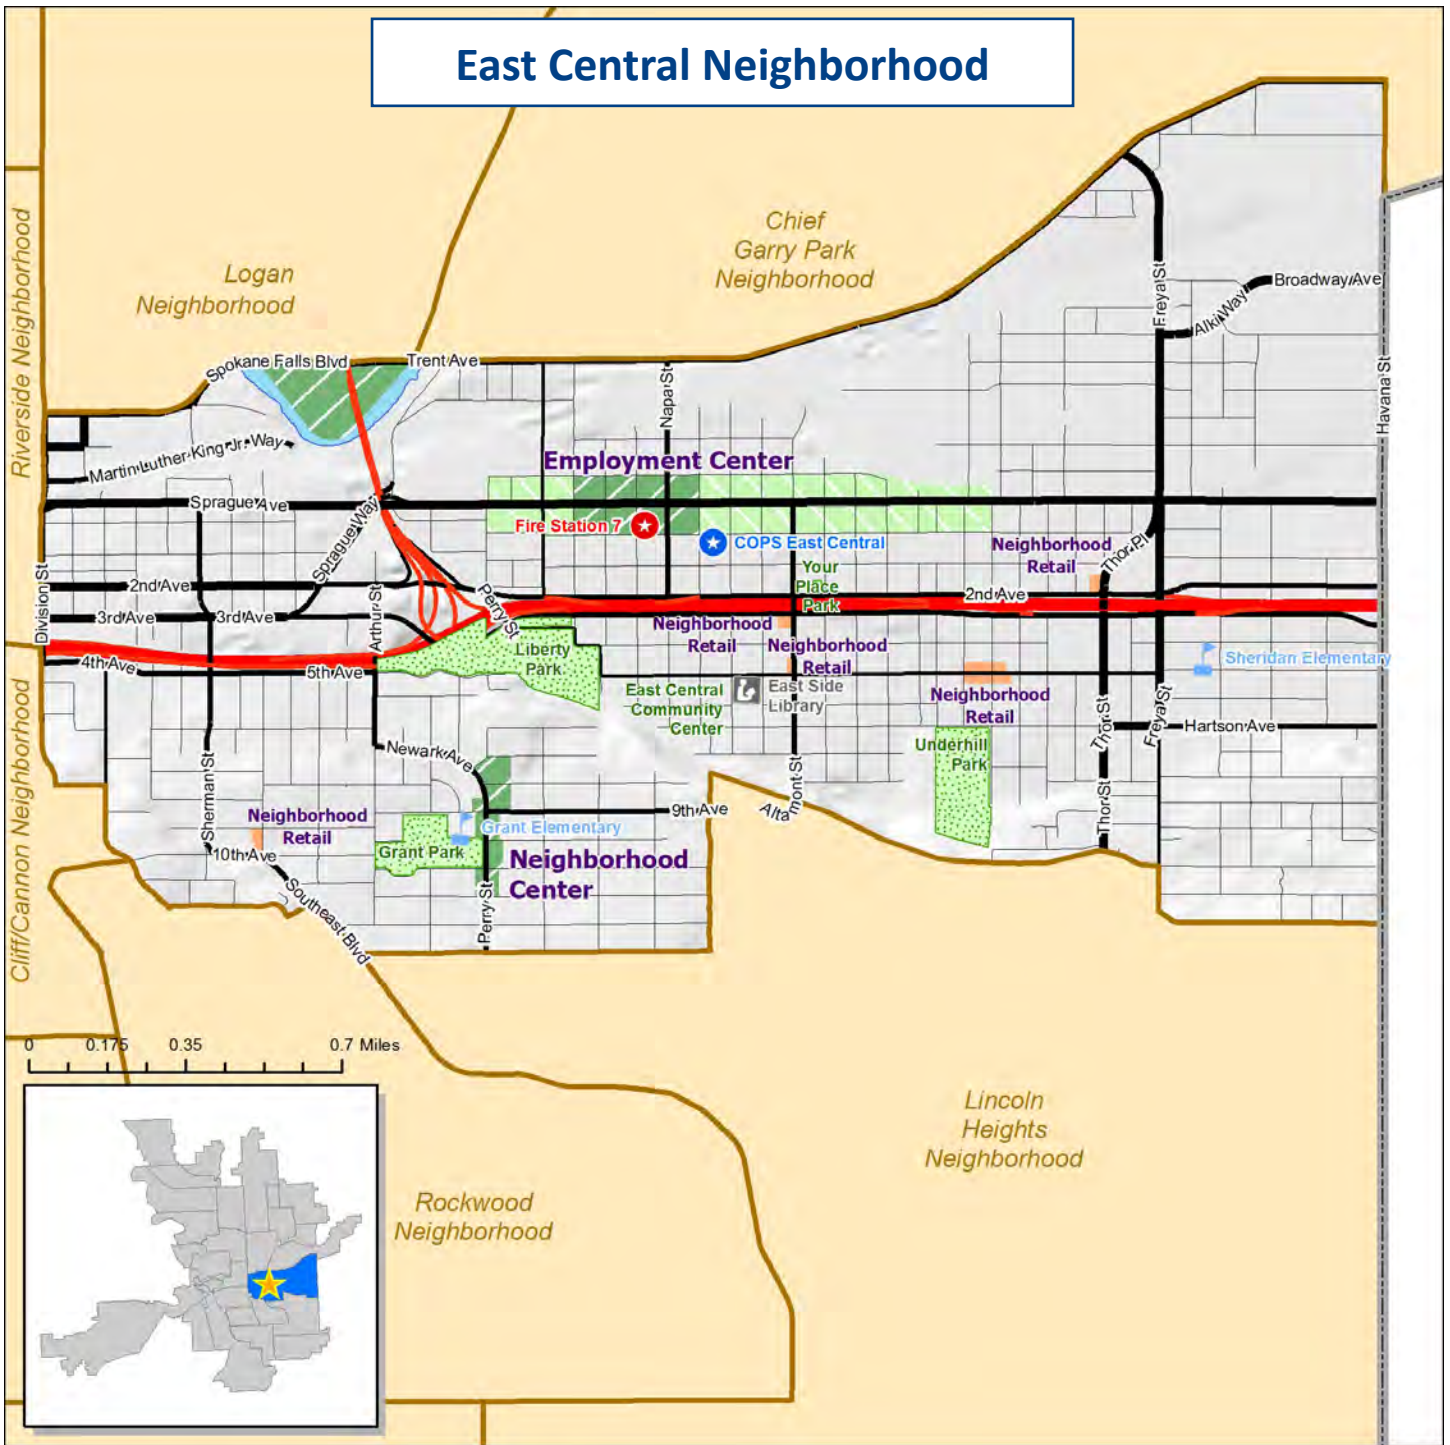 East Central Neighborhood
Chief
Garry Park
Neighborhood
Logan
Neighborhood
Riverside Neighborhood
Broadway Ave
Freya St
Alki Way
Spokane Falls Blvd
Trent Ave
Napa St
Havana St
Martin Luther King Jr. Way
Employment Center
Sprague Ave
Sprague Way
Fire Station 7
COPS East Central
Neighborhood
Retail
Thor Pl
Your
Place
Park
Division St
2nd Ave
2nd Ave
Arthur St
Perry St
3rd Ave
3rd Ave
Neighborhood
Retail
Neighborhood
Retail
Liberty
Park
4th Ave
5th Ave
Sheridan Elementary
East Central
Community
Center
East Side
Library
Neighborhood
Retail
Thor St
Freya St
Hartson Ave
Underhill
Park
Newark Ave
Cliff/Cannon Neighborhood
Sherman St
Altamont St
Thor St
9th Ave
Neighborhood
Retail
Grant Elementary
10th Ave
Grant Park
Neighborhood
Center
Southeast Blvd
Perry St
0 0.175 0.35 0.7 Miles
Lincoln
Heights
Neighborhood
Rockwood
Neighborhood